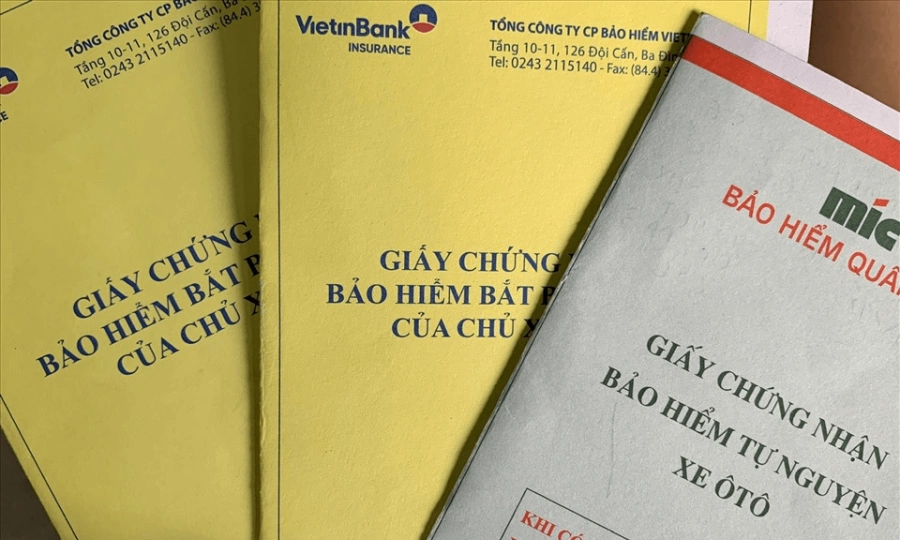 ERANCE
TỔNG CÔNG TY CP BẢO HIỂM
Tầng 10-11, 126 Đội Cấn, Ba
Tel: 0243 2115140 - Fax: (84.4)
GIẤY CHỨNG
BẢO HIỂM BẮT
CỦA CHỦ
VietinBank
INSURANCE
TỔNG CÔNG TY CP BẢO HIỂM VIET
Tầng 10-11, 126 Đội Cấn, Ba
Tel: 0243 2115140 - Fax: (84.4)
GIẤY CHỨNG
BẢO HIỂM BẮT
CỦA CHỦ X
mic
BẢO HIỂM QUÂ
GIẤY CHỨNG NHẬN
BẢO HIỂM TỰ NGUYỆN
XE ÔTÔ
KHI CÓ